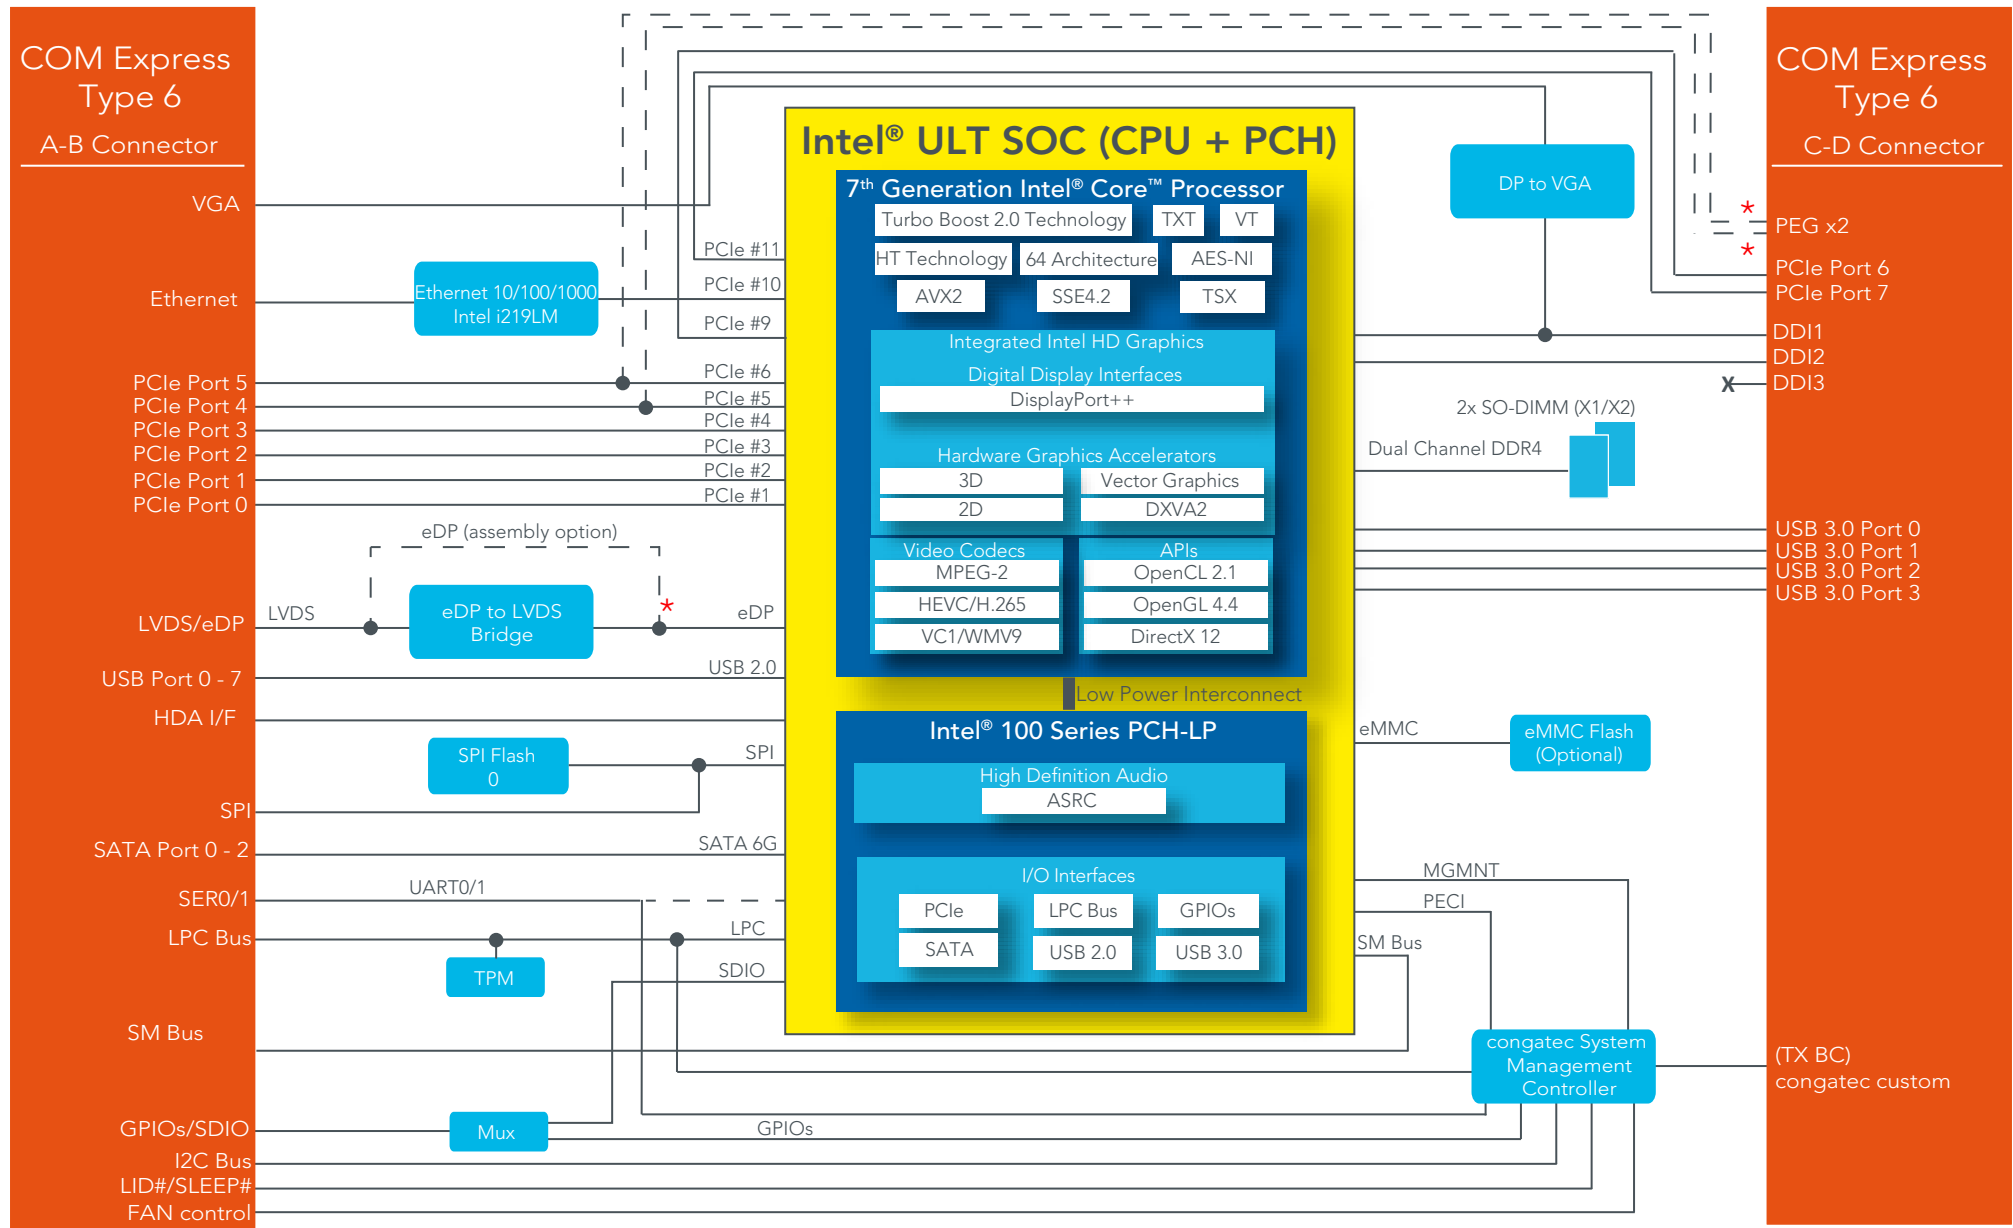 COM Express
Type 6
A-B Connector
VGA
Ethernet
PCIe Port 5
PCIe Port 4
PCIe Port 3
PCIe Port 2
PCIe Port 1
PCIe Port 0
LVDS/eDP
USB Port 0 - 7
HDA I/F
SPI
SATA Port 0 - 2
SER0/1
LPC Bus
SM Bus
GPIOs/SDIO
I2C Bus
LID#/SLEEP#
FAN control
Ethernet 10/100/1000
Intel i219LM
eDP (assembly option)
LVDS
eDP to LVDS
Bridge
*
SPI Flash
0
UART0/1
TPM
Mux
GPIOs
PCIe #11
PCIe #10
PCIe #9
PCIe #6
PCIe #5
PCIe #4
PCIe #3
PCIe #2
PCIe #1
eDP
USB 2.0
SPI
SATA 6G
LPC
SDIO
Intel® ULT SOC (CPU + PCH)
7th Generation Intel® Core™ Processor
Turbo Boost 2.0 Technology
TXT
VT
HT Technology
64 Architecture
AES-NI
AVX2
SSE4.2
TSX
Integrated Intel HD Graphics
Digital Display Interfaces
DisplayPort++
Hardware Graphics Accelerators
3D
Vector Graphics
2D
DXVA2
Video Codecs
MPEG-2
HEVC/H.265
VC1/WMV9
APIs
OpenCL 2.1
OpenGL 4.4
DirectX 12
Low Power Interconnect
Intel® 100 Series PCH-LP
High Definition Audio
ASRC
I/O Interfaces
PCIe
LPC Bus
GPIOs
SATA
USB 2.0
USB 3.0
DP to VGA
2x SO-DIMM (X1/X2)
Dual Channel DDR4
eMMC
eMMC Flash
(Optional)
MGMNT
PECI
SM Bus
congatec System
Management
Controller
COM Express
Type 6
C-D Connector
*
PEG x2
*
PCIe Port 6
PCIe Port 7
DDI1
DDI2
X
DDI3
USB 3.0 Port 0
USB 3.0 Port 1
USB 3.0 Port 2
USB 3.0 Port 3
(TX BC)
congatec custom